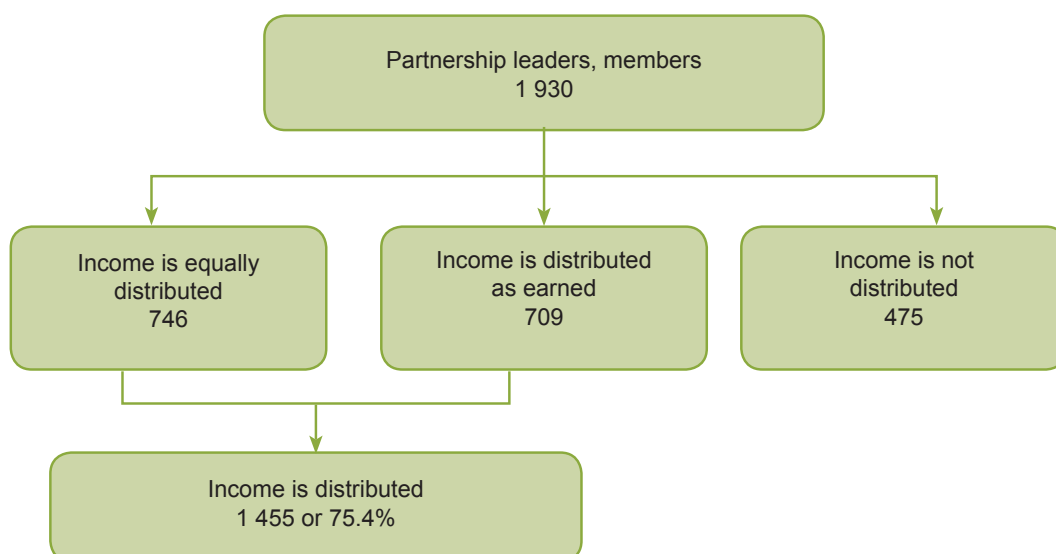 Partnership leaders, members
1 930
Income is equally
distributed
746
Income is distributed
as earned
709
Income is not
distributed
475
Income is distributed
1 455 or 75.4%